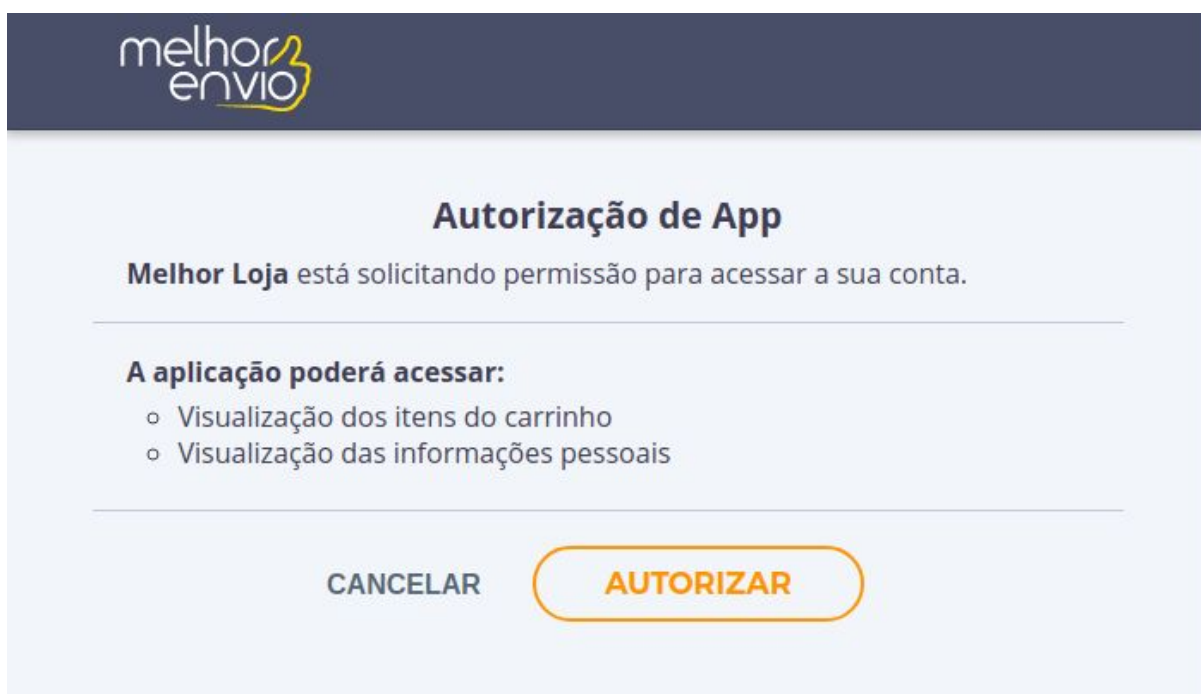 melhor
envio
Autorização de App
Melhor Loja está solicitando permissão para acessar a sua conta.
A aplicação poderá acessar:
Visualização dos itens do carrinho
Visualização das informações pessoais
CANCELAR AUTORIZAR